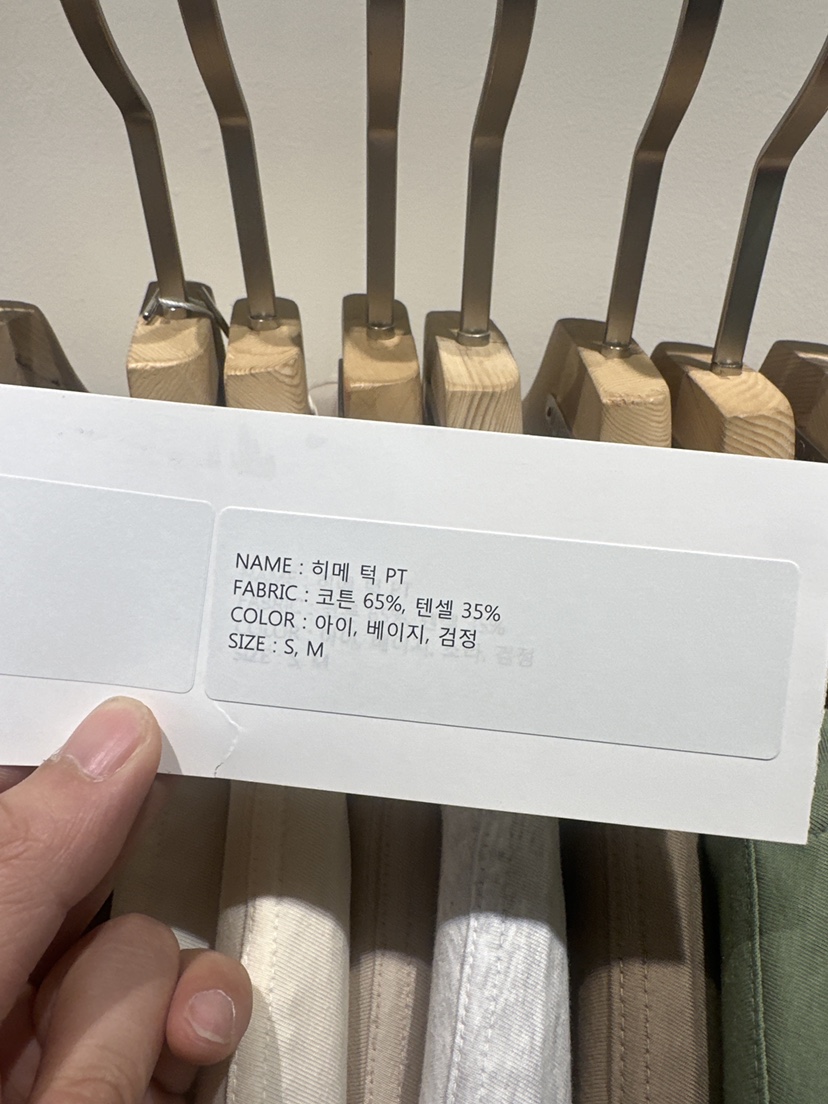 NAME : 히메 턱 PT
FABRIC : 코튼 65%, 텐셀 35%
COLOR : 아이, 베이지, 검정
SIZE : S, M